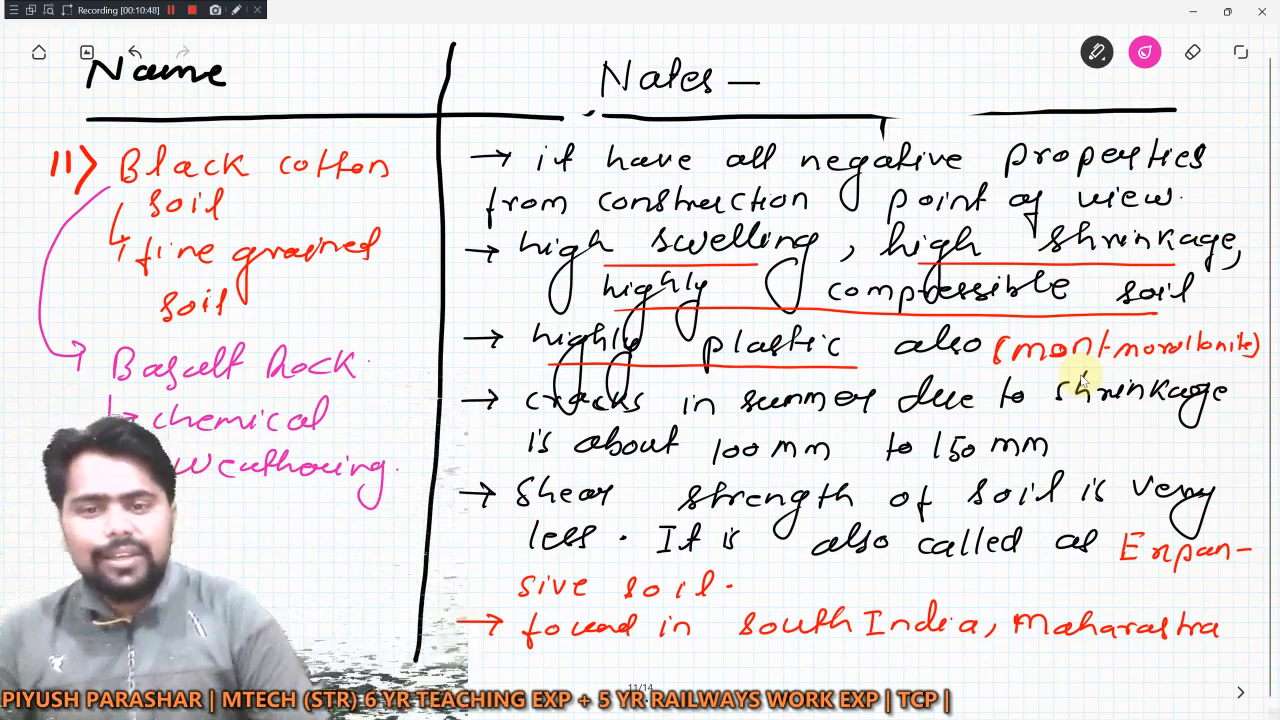 Recording [00:10:48]
Name
Notes —
11> Black cotton
soil
fine grained
soil
Basalt Rock
chemical
weathering.
→ it have all negative properties
from construction point of view.
→ high swelling, high shrinkage,
highly compressible soil
→ highly plastic also (montmorollonite)
→ cracks in summer due to shrinkage
is about 100 mm to 150 mm
→ Shear strength of soil is very
less. It is also called as Expan-
sive soil.
→ found in South India, Maharastra
11/14
PIYUSH PARASHAR | MTECH (STR) 6 YR TEACHING EXP + 5 YR RAILWAYS WORK EXP | TCP |